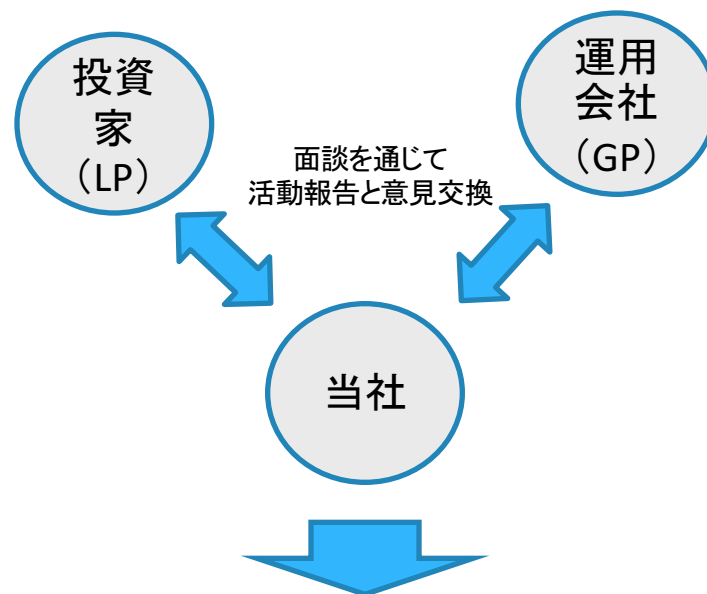 投資
家
（LP）
運用
会社
（GP）
面談を通じて
活動報告と意見交換
当社